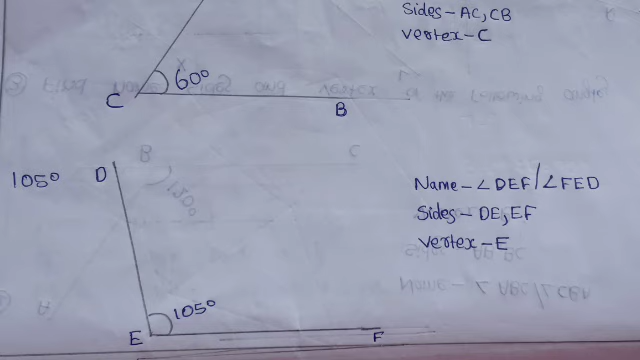 Sides-AC,CB
vertex-C
60°
C
B
105°
D
Name-∠DEF/∠FED
Sides-DE,EF
vertex-E
105°
E
F